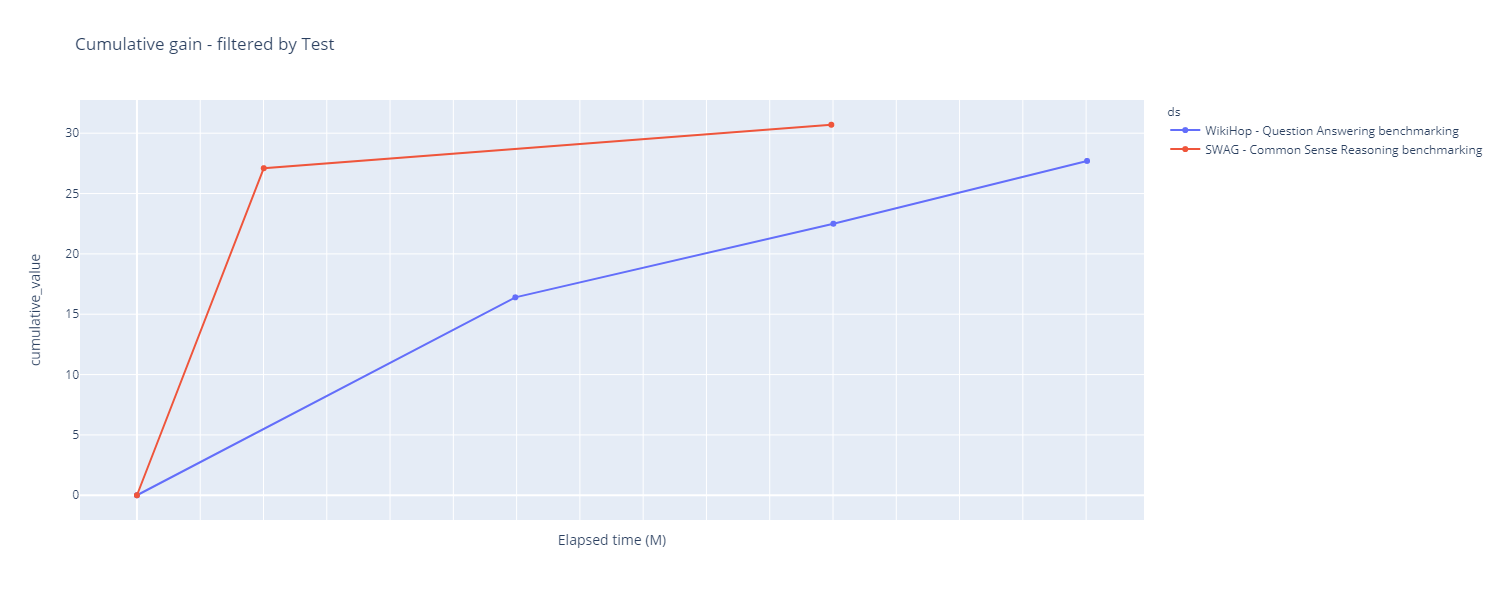 Cumulative gain - filtered by Test
ds
WikiHop - Question Answering benchmarking
SWAG - Common Sense Reasoning benchmarking
30
25
20
15
10
5
0
cumulative_value
Elapsed time (M)